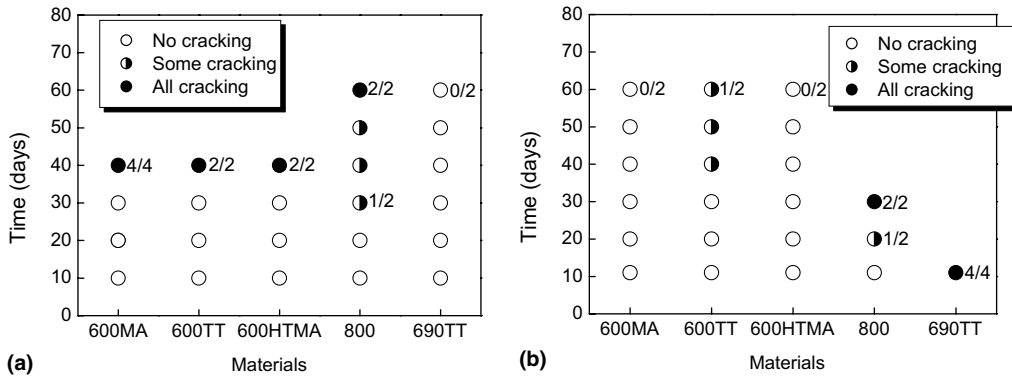 80
70
60
50
40
30
20
10
0
Time (days)
No cracking
Some cracking
All cracking
4/4
2/2
2/2
2/2
1/2
0/2
600MA
600TT
600HTMA
800
690TT
Materials
(a)
80
70
60
50
40
30
20
10
0
Time (days)
No cracking
Some cracking
All cracking
0/2
1/2
0/2
2/2
1/2
4/4
600MA
600TT
600HTMA
800
690TT
Materials
(b)